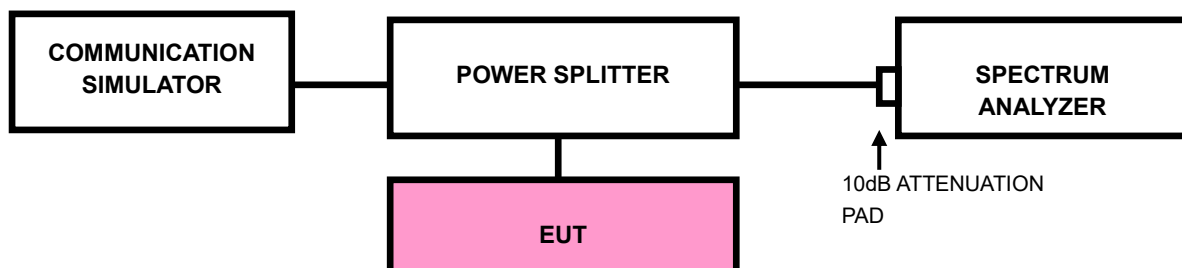 COMMUNICATION
SIMULATOR
POWER SPLITTER
SPECTRUM
ANALYZER
10dB ATTENUATION
PAD
EUT